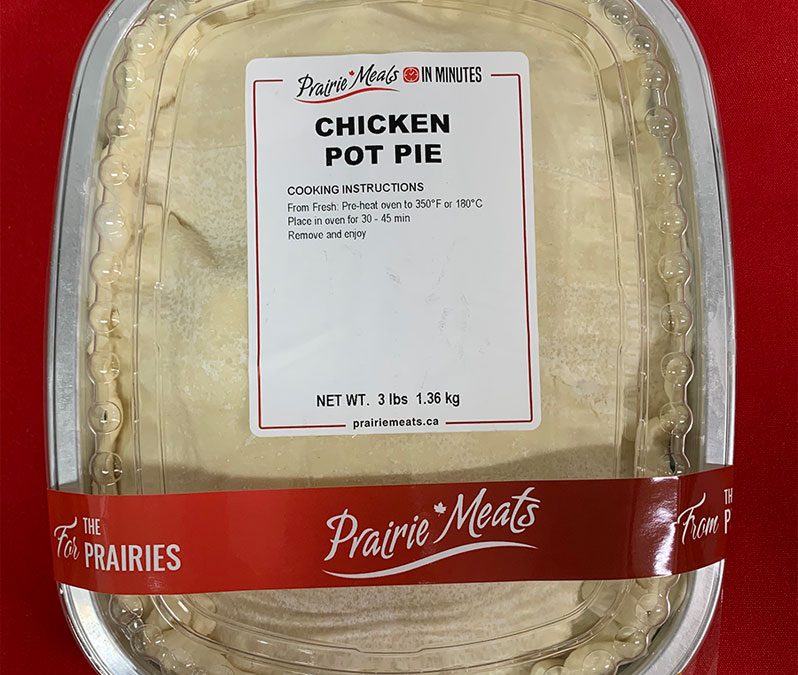 Prairie Meats IN MINUTES
CHICKEN
POT PIE
COOKING INSTRUCTIONS
From Fresh: Pre-heat oven to 350°F or 180°C
Place in oven for 30 - 45 min
Remove and enjoy
NET WT. 3 lbs 1.36 kg
prairiemeats.ca
For THE PRAIRIES
Prairie Meats
From TH
P